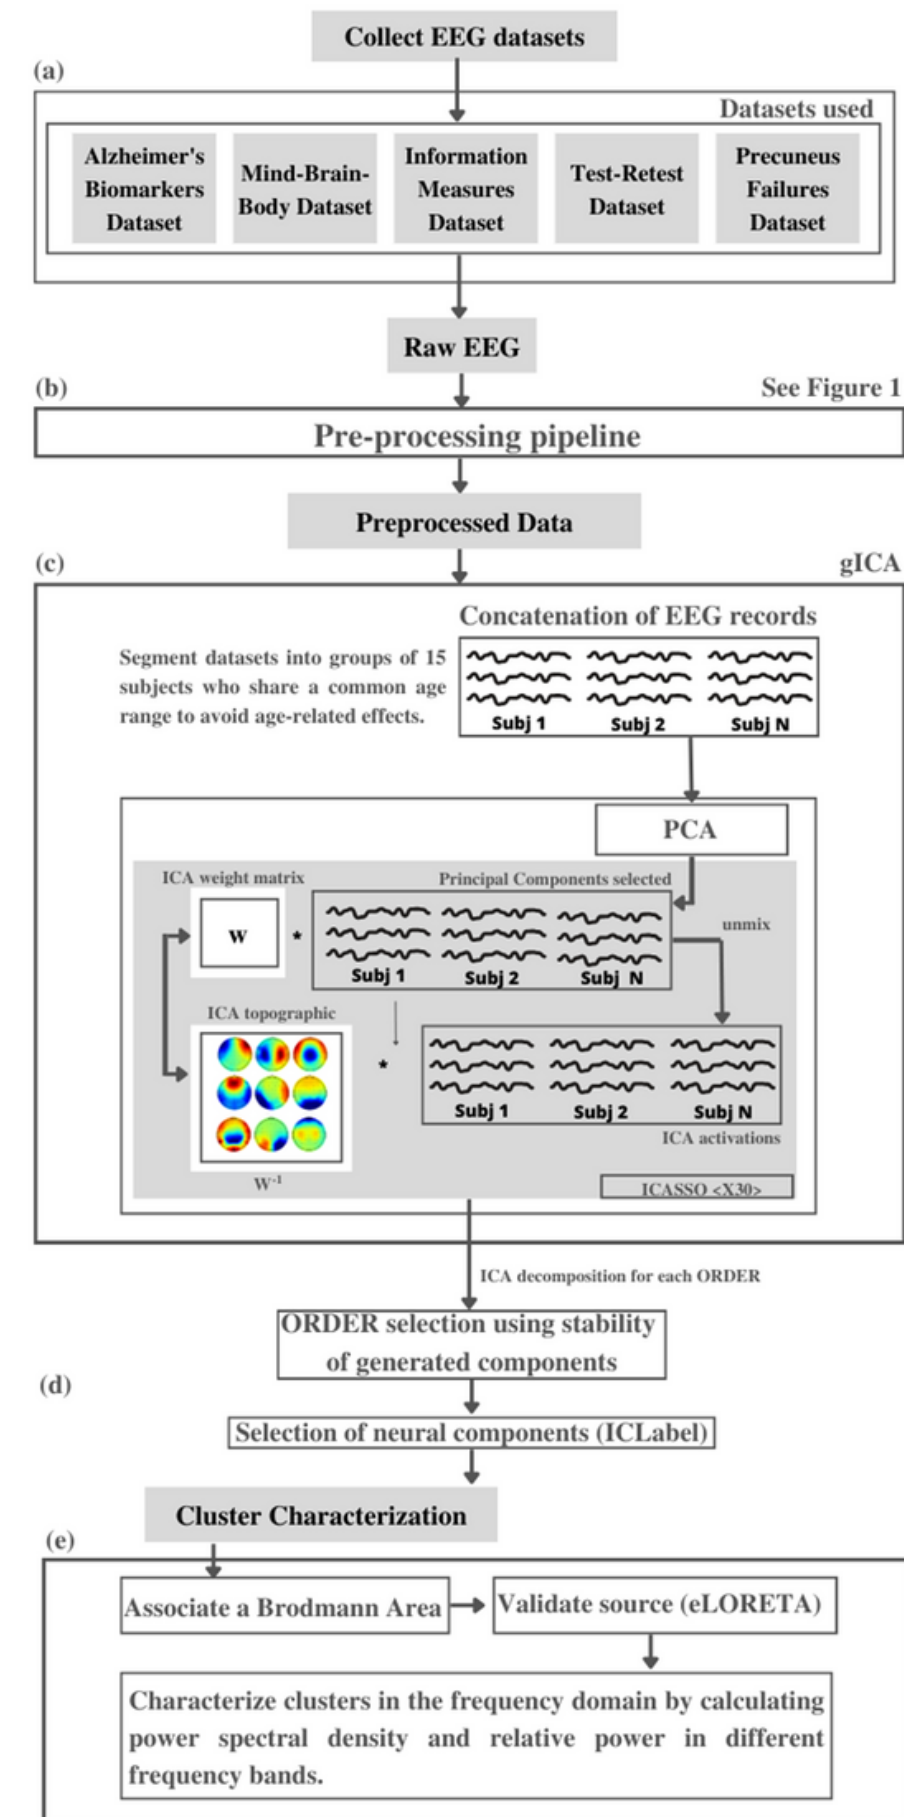 Collect EEG datasets
(a)
Datasets used
Alzheimer's
Biomarkers
Dataset
Mind-Brain-
Body Dataset
Information
Measures
Dataset
Test-Retest
Dataset
Precuneus
Failures
Dataset
Raw EEG
(b)
See Figure 1
Pre-processing pipeline
Preprocessed Data
(c)
gICA
Concatenation of EEG records
Segment datasets into groups of 15
subjects who share a common age
range to avoid age-related effects.
Subj 1 Subj 2 Subj N
PCA
ICA weight matrix
Principal Components selected
W
*
Subj 1 Subj 2 Subj N
unmix
ICA topographic
*
Subj 1 Subj 2 Subj N
ICA activations
W-1
ICASSO <X30>
ICA decomposition for each ORDER
ORDER selection using stability
of generated components
(d)
Selection of neural components (ICLabel)
Cluster Characterization
(e)
Associate a Brodmann Area
Validate source (eLORETA)
Characterize clusters in the frequency domain by calculating
power spectral density and relative power in different
frequency bands.